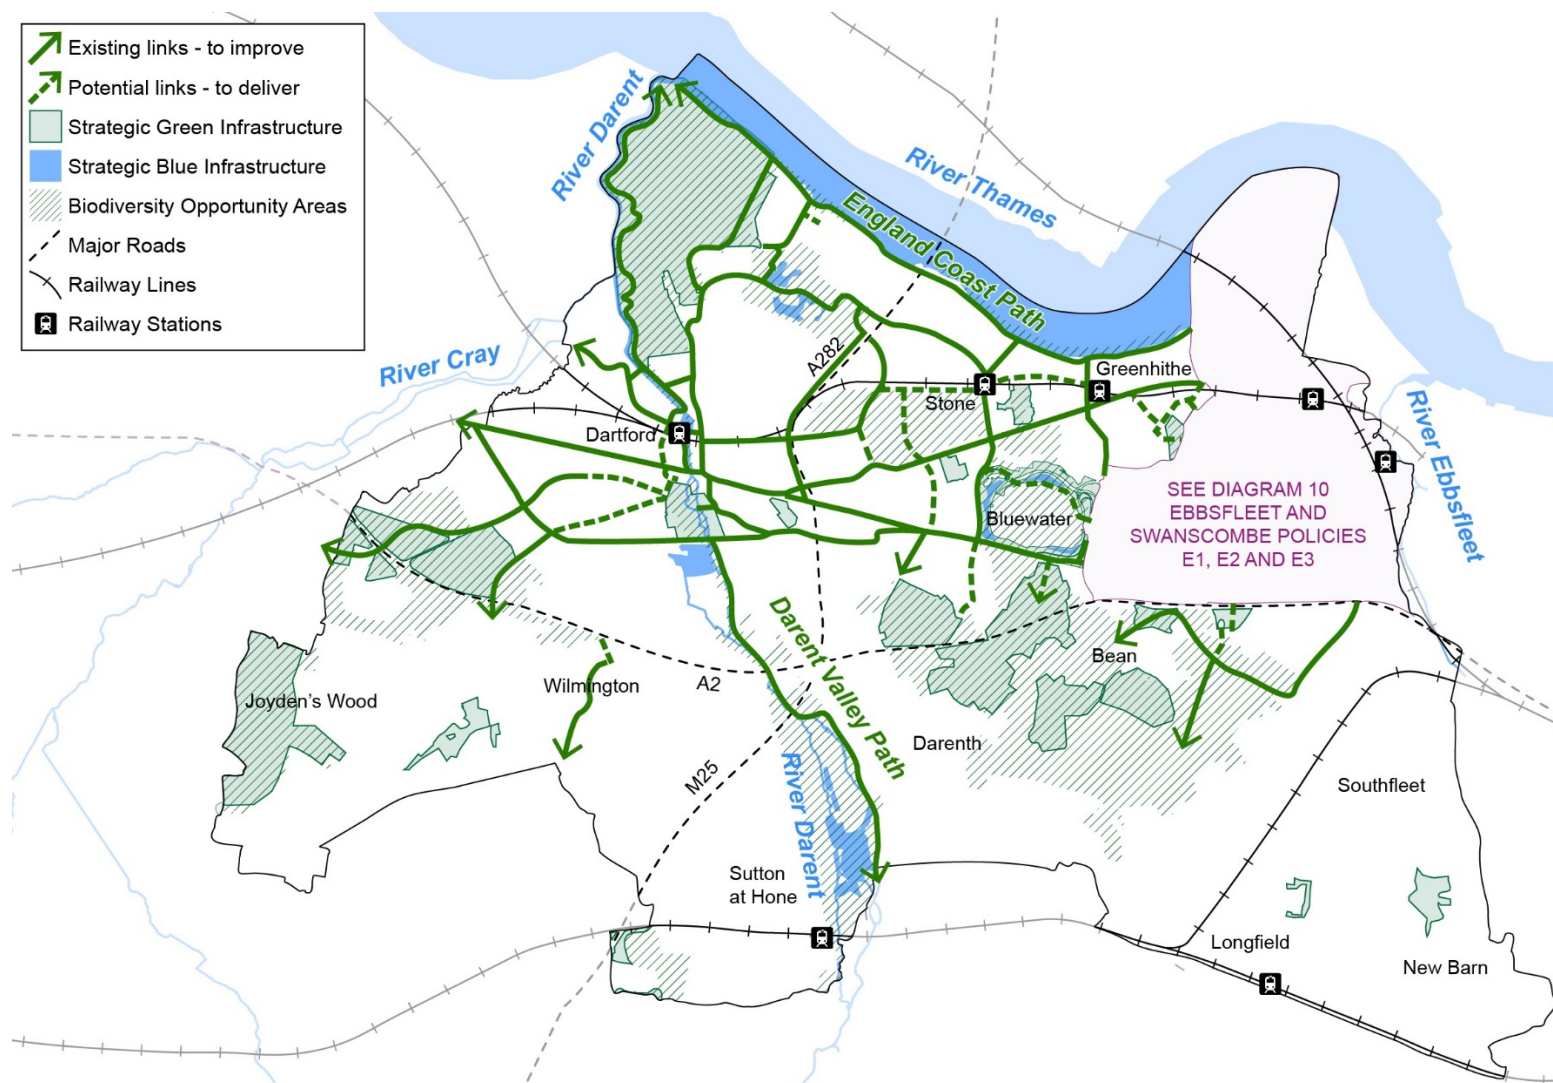 Existing links - to improve
Potential links - to deliver
Strategic Green Infrastructure
Strategic Blue Infrastructure
Biodiversity Opportunity Areas
Major Roads
Railway Lines
Railway Stations
River Darent
River Thames
England Coast Path
River Cray
A282
Greenhithe
Stone
Dartford
River Ebbsfleet
Bluewater
SEE DIAGRAM 10
EBBSFLEET AND
SWANSCOMBE POLICIES
E1, E2 AND E3
Darent Valley Path
Bean
Joyden's Wood
Wilmington
A2
Darenth
M25
River Darent
Southfleet
Sutton
at Hone
Longfield
New Barn